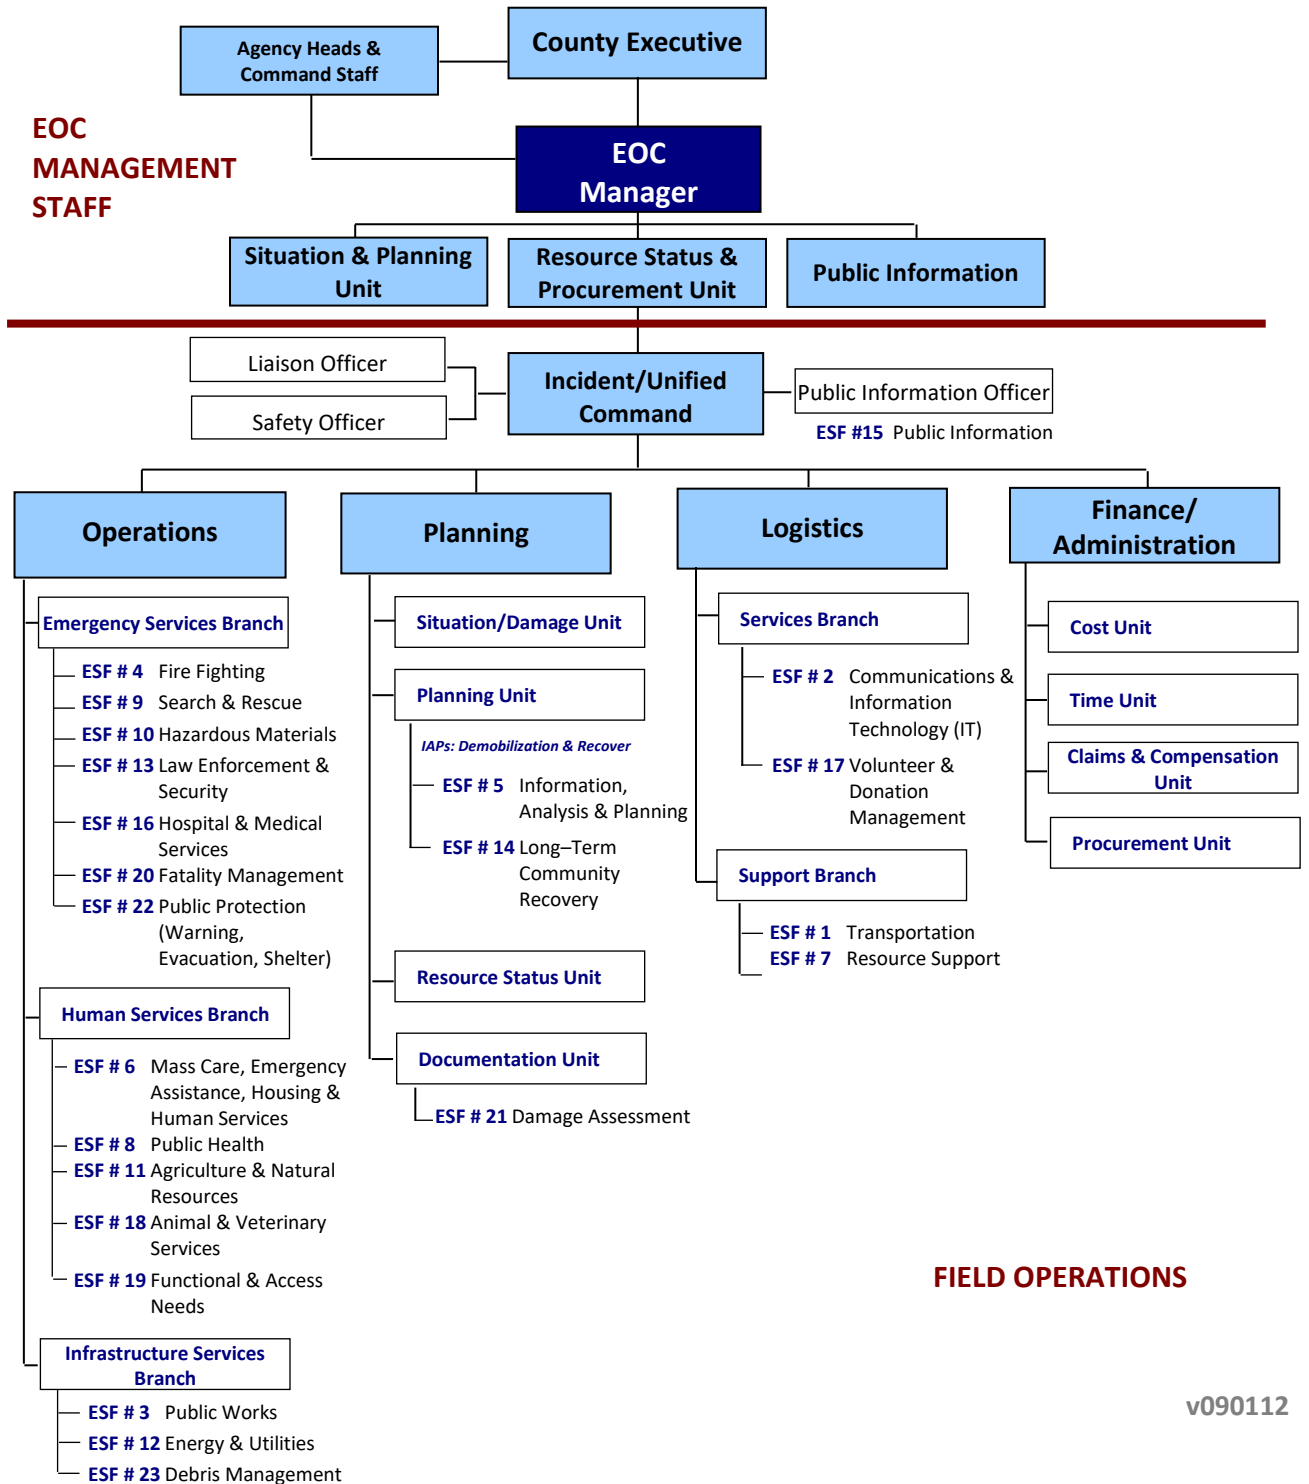 Agency Heads &
Command Staff
County Executive
EOC
MANAGEMENT
STAFF
EOC
Manager
Situation & Planning
Unit
Resource Status &
Procurement Unit
Public Information
Liaison Officer
Safety Officer
Incident/Unified
Command
Public Information Officer
ESF #15 Public Information
Operations
Emergency Services Branch
ESF # 4 Fire Fighting
ESF # 9 Search & Rescue
ESF # 10 Hazardous Materials
ESF # 13 Law Enforcement &
Security
ESF # 16 Hospital & Medical
Services
ESF # 20 Fatality Management
ESF # 22 Public Protection
(Warning,
Evacuation, Shelter)
Human Services Branch
ESF # 6 Mass Care, Emergency
Assistance, Housing &
Human Services
ESF # 8 Public Health
ESF # 11 Agriculture & Natural
Resources
ESF # 18 Animal & Veterinary
Services
ESF # 19 Functional & Access
Needs
Infrastructure Services
Branch
ESF # 3 Public Works
ESF # 12 Energy & Utilities
ESF # 23 Debris Management
Planning
Situation/Damage Unit
Planning Unit
IAPs: Demobilization & Recover
ESF # 5 Information,
Analysis & Planning
ESF # 14 Long–Term
Community
Recovery
Resource Status Unit
Documentation Unit
ESF # 21 Damage Assessment
Logistics
Services Branch
ESF # 2 Communications &
Information
Technology (IT)
ESF # 17 Volunteer &
Donation
Management
Support Branch
ESF # 1 Transportation
ESF # 7 Resource Support
Finance/
Administration
Cost Unit
Time Unit
Claims & Compensation
Unit
Procurement Unit
FIELD OPERATIONS
v090112